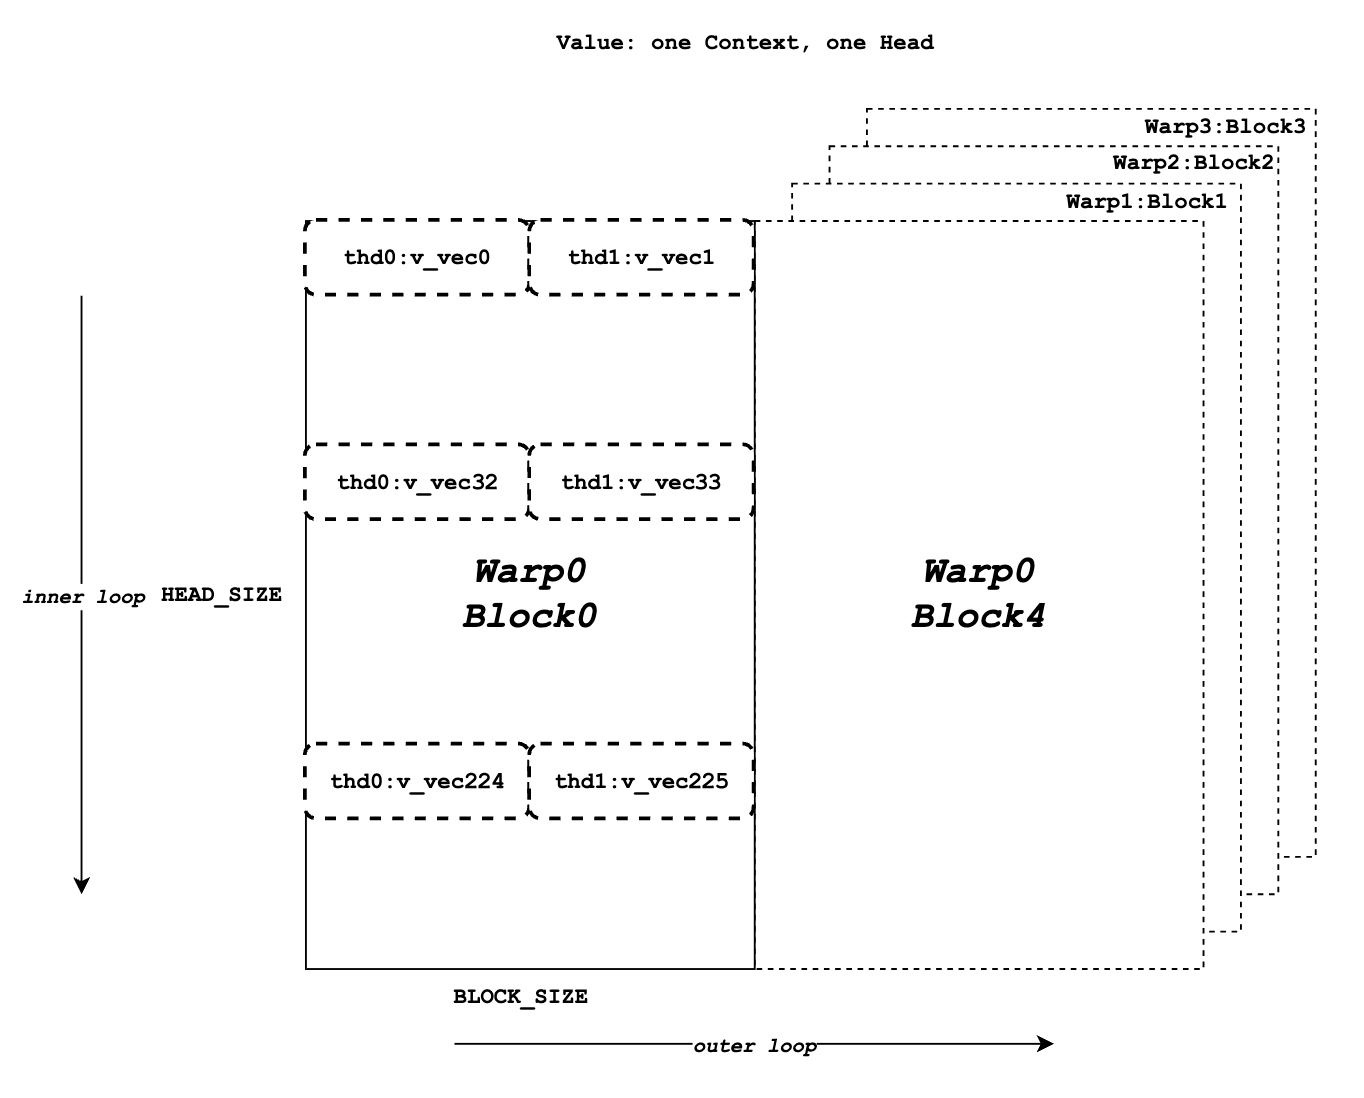 Value: one Context, one Head
Warp3:Block3
Warp2:Block2
Warp1:Block1
thd0:v_vec0
thd1:v_vec1
thd0:v_vec32
thd1:v_vec33
Warp0
Block0
Warp0
Block4
inner loop
HEAD_SIZE
thd0:v_vec224
thd1:v_vec225
BLOCK_SIZE
outer loop